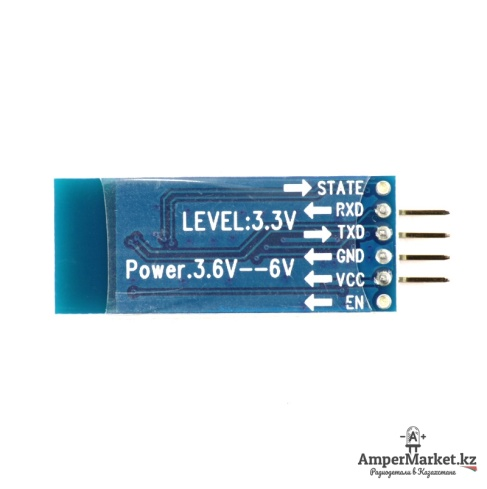 STATE
RXD
LEVEL:3.3V
TXD
GND
Power.3.6V--6V
VCC
EN
-A+
AmperMarket.kz
Радиодетали в Казахстане